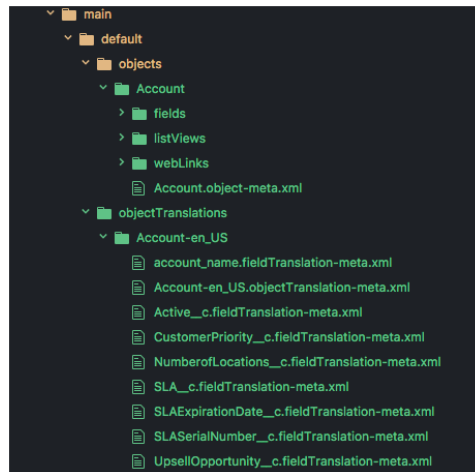 main
default
objects
Account
fields
listViews
webLinks
Account.object-meta.xml
objectTranslations
Account-en_US
account_name.fieldTranslation-meta.xml
Account-en_US.objectTranslation-meta.xml
Active__c.fieldTranslation-meta.xml
CustomerPriority__c.fieldTranslation-meta.xml
NumberofLocations__c.fieldTranslation-meta.xml
SLA__c.fieldTranslation-meta.xml
SLAExpirationDate__c.fieldTranslation-meta.xml
SLASerialNumber__c.fieldTranslation-meta.xml
UpsellOpportunity__c.fieldTranslation-meta.xml